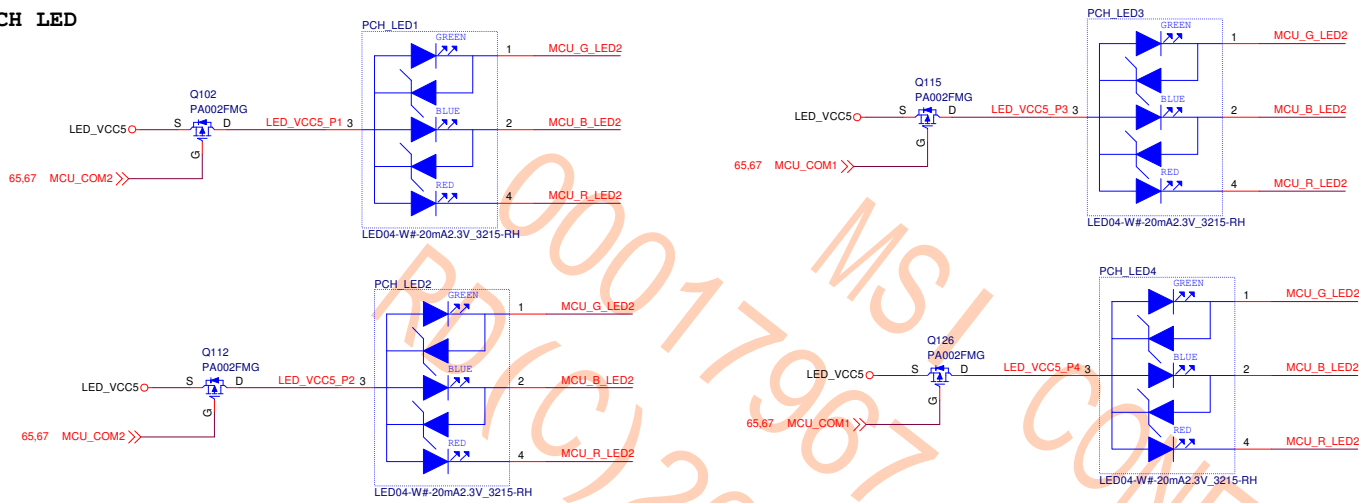 CH LED
PCH_LED1
GREEN
1 MCU_G_LED2
Q102
PA002FMG
BLUE
LED_VCC5 S D LED_VCC5_P1 3 2 MCU_B_LED2
G
65,67 MCU_COM2
RED
4 MCU_R_LED2
LED04-W#-20mA2.3V_3215-RH
PCH_LED3
GREEN
1 MCU_G_LED2
Q115
PA002FMG
BLUE
LED_VCC5 S D LED_VCC5_P3 3 2 MCU_B_LED2
G
65,67 MCU_COM1
RED
4 MCU_R_LED2
LED04-W#-20mA2.3V_3215-RH
PCH_LED2
GREEN
1 MCU_G_LED2
Q112
PA002FMG
BLUE
LED_VCC5 S D LED_VCC5_P2 3 2 MCU_B_LED2
G
65,67 MCU_COM2
RED
4 MCU_R_LED2
LED04-W#-20mA2.3V_3215-RH
PCH_LED4
GREEN
1 MCU_G_LED2
Q126
PA002FMG
BLUE
LED_VCC5 S D LED_VCC5_P4 3 2 MCU_B_LED2
G
65,67 MCU_COM1
RED
4 MCU_R_LED2
LED04-W#-20mA2.3V_3215-RH
00017967
MSI